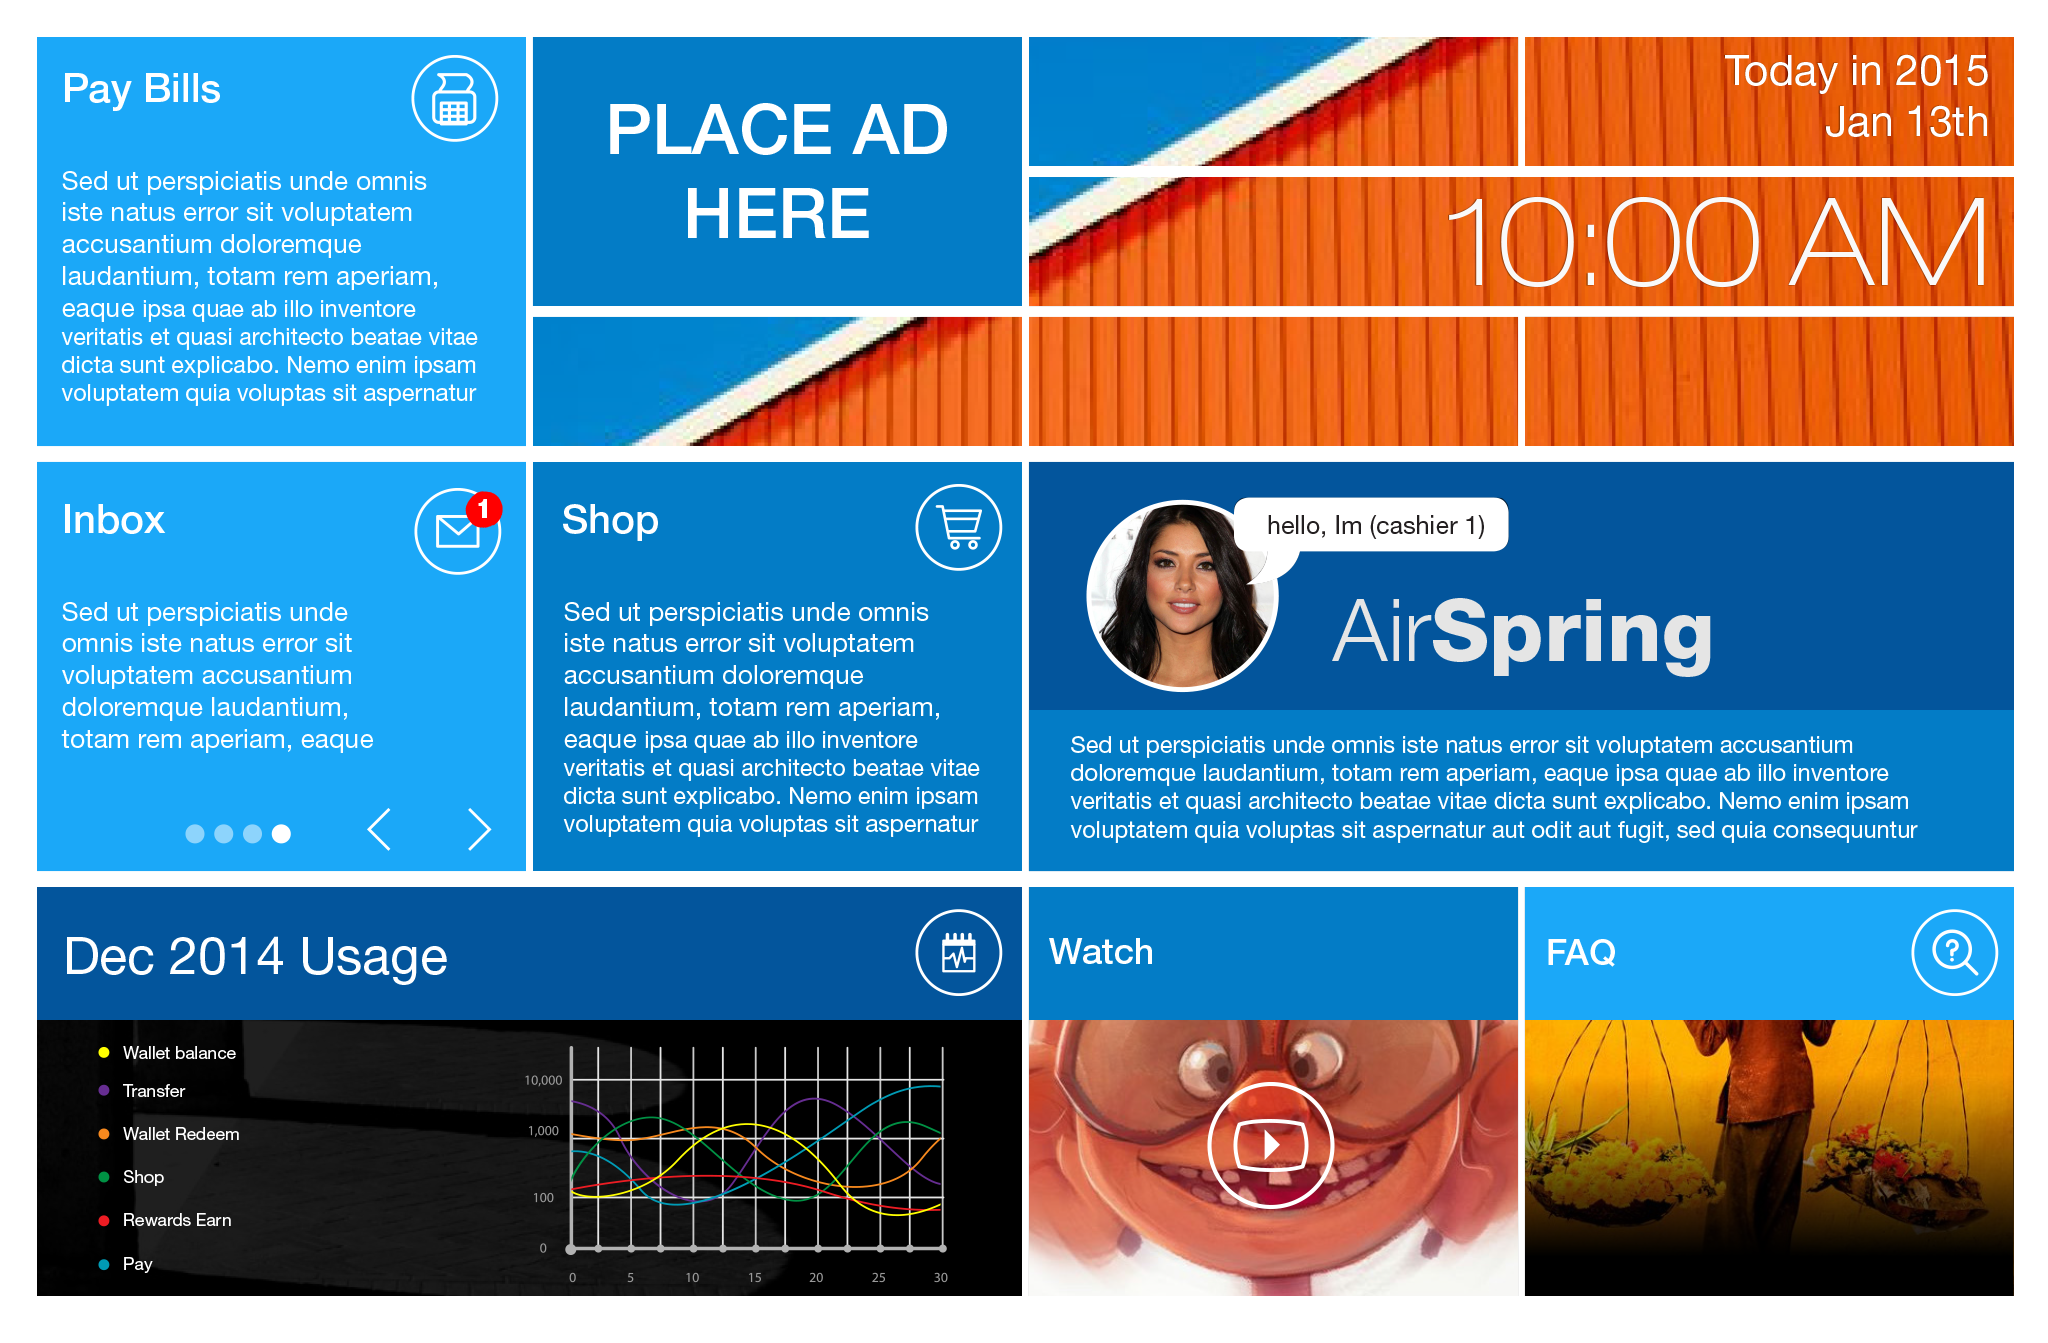 Pay Bills
Sed ut perspiciatis unde omnis
iste natus error sit voluptatem
accusantium doloremque
laudantium, totam rem aperiam,
eaque ipsa quae ab illo inventore
veritatis et quasi architecto beatae vitae
dicta sunt explicabo. Nemo enim ipsam
voluptatem quia voluptas sit aspernatur
PLACE AD
HERE
Today in 2015
Jan 13th
10:00 AM
Inbox
1
Sed ut perspiciatis unde
omnis iste natus error sit
voluptatem accusantium
doloremque laudantium,
totam rem aperiam, eaque
Shop
Sed ut perspiciatis unde omnis
iste natus error sit voluptatem
accusantium doloremque
laudantium, totam rem aperiam,
eaque ipsa quae ab illo inventore
veritatis et quasi architecto beatae vitae
dicta sunt explicabo. Nemo enim ipsam
voluptatem quia voluptas sit aspernatur
hello, Im (cashier 1)
AirSpring
Sed ut perspiciatis unde omnis iste natus error sit voluptatem accusantium
doloremque laudantium, totam rem aperiam, eaque ipsa quae ab illo inventore
veritatis et quasi architecto beatae vitae dicta sunt explicabo. Nemo enim ipsam
voluptatem quia voluptas sit aspernatur aut odit aut fugit, sed quia consequuntur
Dec 2014 Usage
Wallet balance
Transfer
Wallet Redeem
Shop
Rewards Earn
Pay
10,000
1,000
100
0
0 5 10 15 20 25 30
Watch
FAQ
?